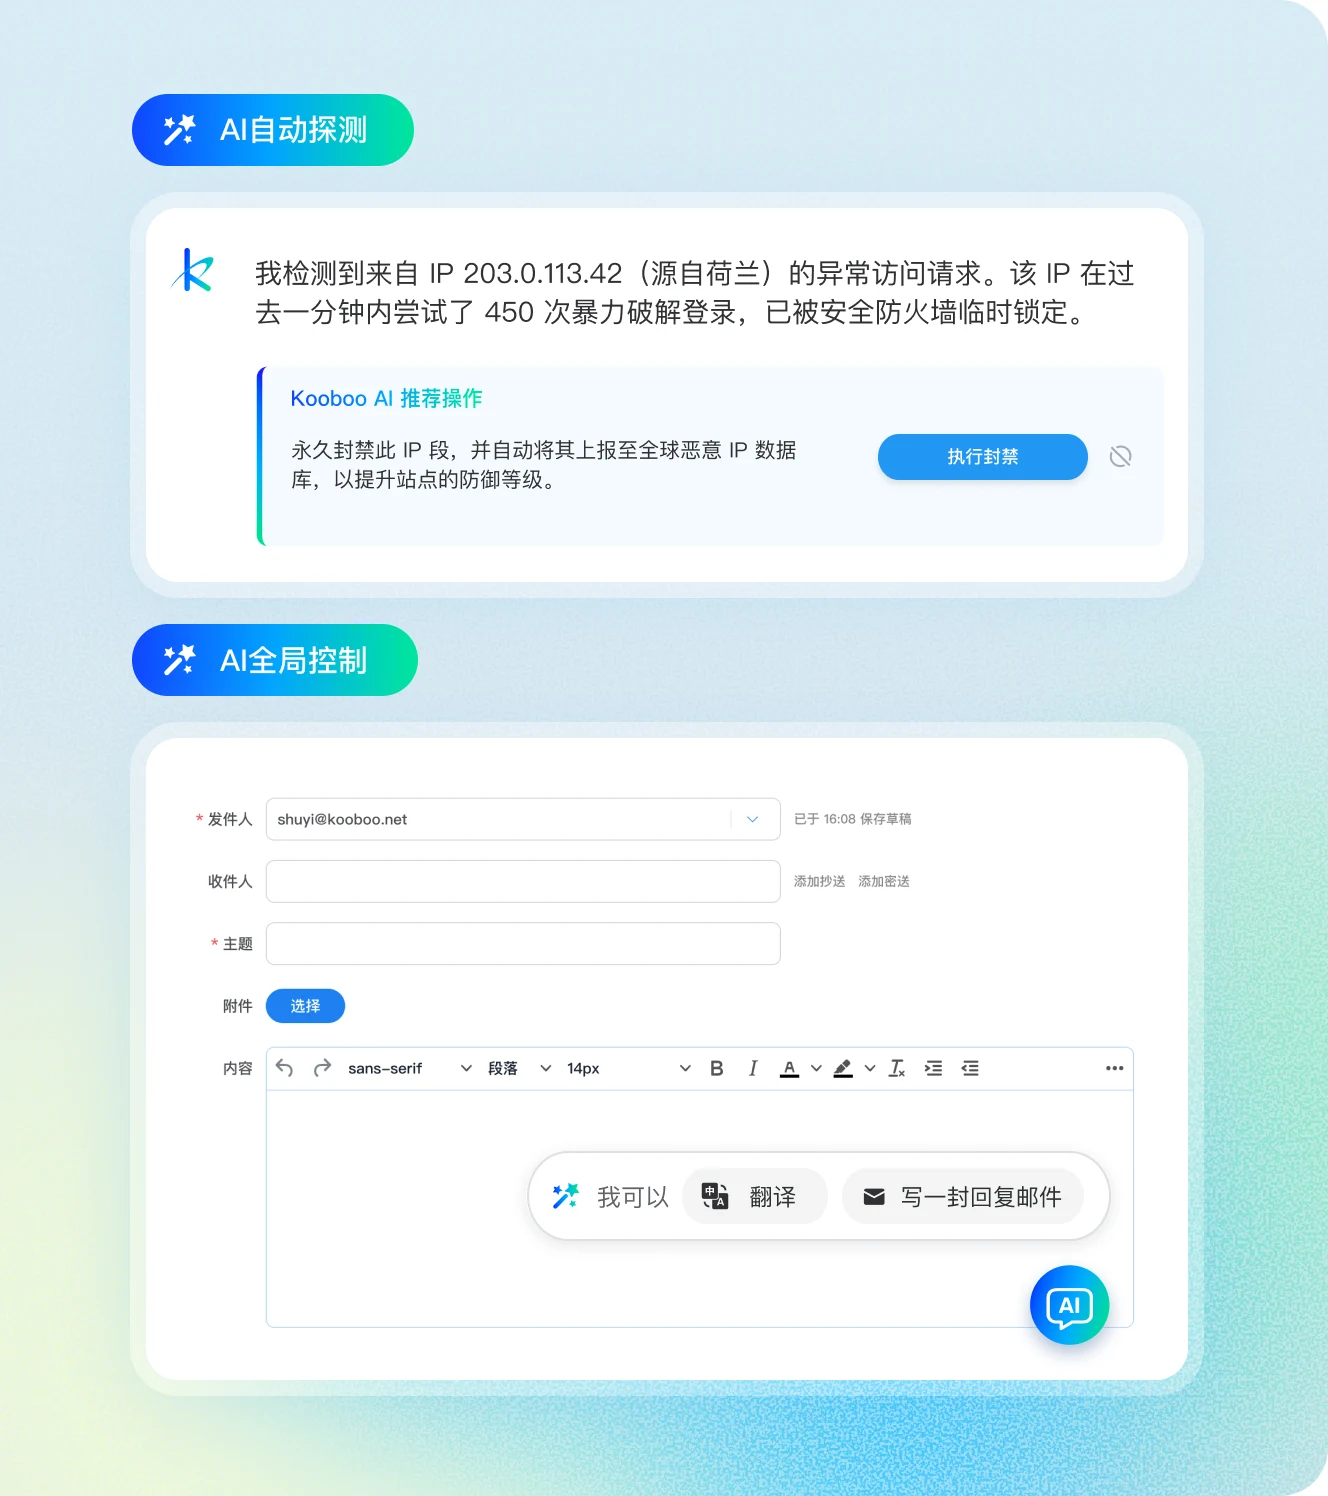 AI自动探测
我检测到来自 IP 203.0.113.42（源自荷兰）的异常访问请求。该 IP 在过
去一分钟内尝试了 450 次暴力破解登录，已被安全防火墙临时锁定。
Kooboo AI 推荐操作
永久封禁此 IP 段，并自动将其上报至全球恶意 IP 数据
库，以提升站点的防御等级。
执行封禁
AI全局控制
* 发件人 shuyi@kooboo.net 已于 16:08 保存草稿
收件人 添加抄送 添加密送
* 主题
附件 选择
内容 sans-serif 段落 14px B I A
我可以 中A 翻译 写一封回复邮件
AI